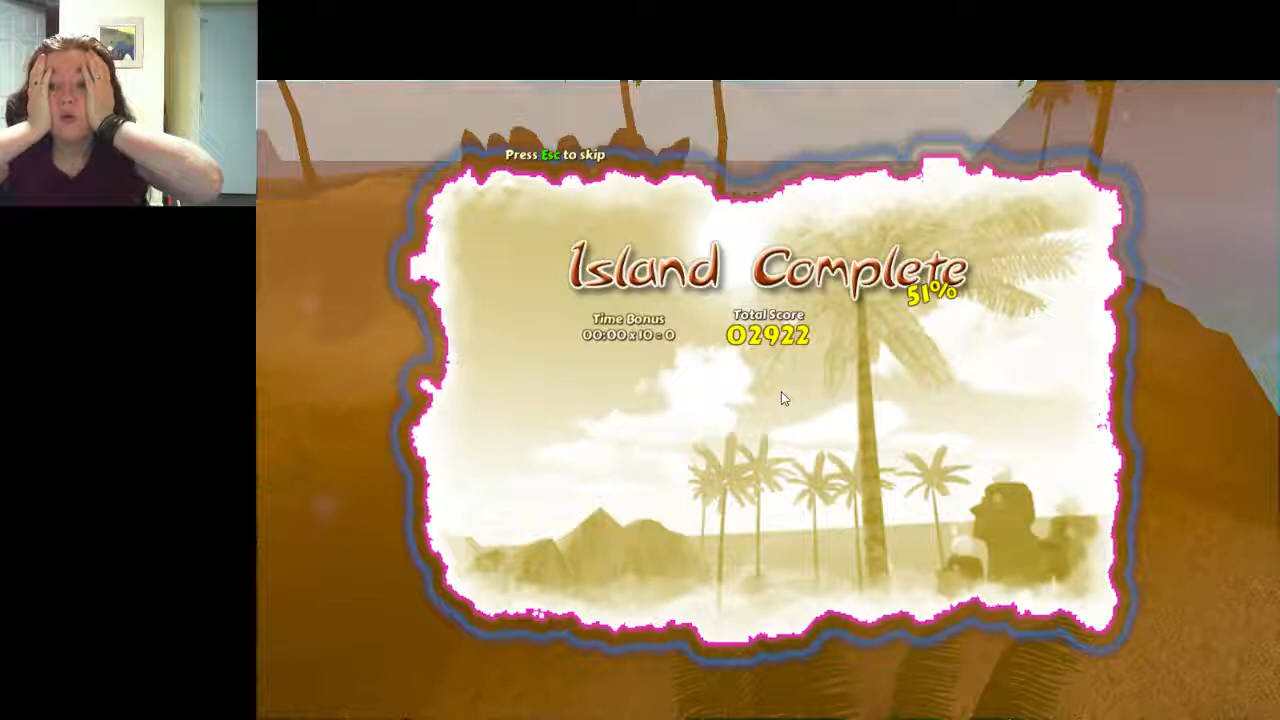 Press Esc to skip
Island Complete
51%
Time Bonus
00:00 x 10 = 0
Total Score
02922